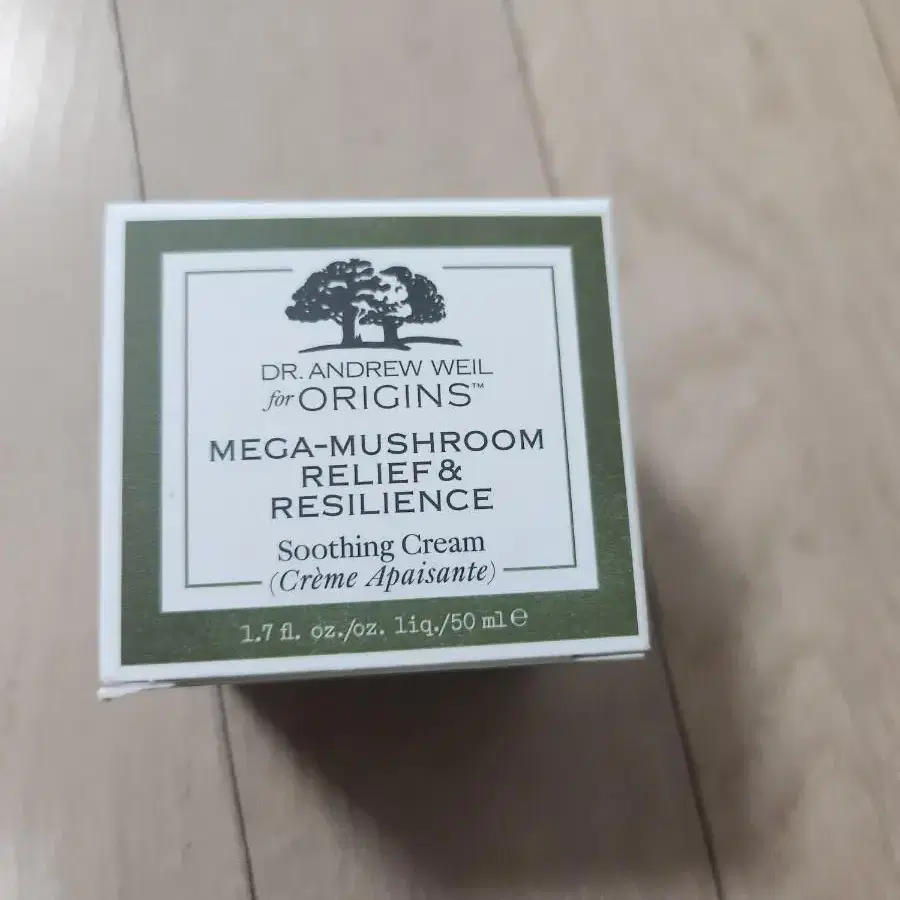 DR. ANDREW WEIL
for ORIGINS™
MEGA-MUSHROOM
RELIEF &
RESILIENCE
Soothing Cream
(Crème Apaisante)
1.7 fl. oz./oz. liq./50 ml ℮